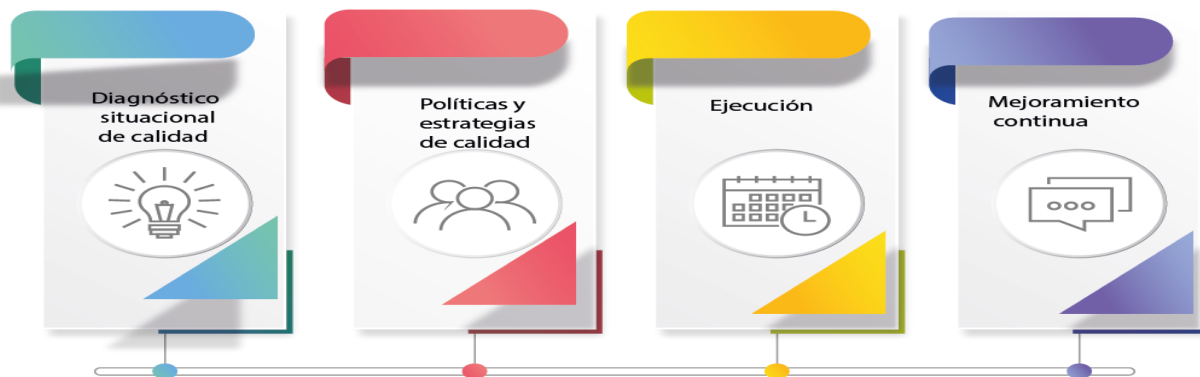 Diagnóstico
situacional
de calidad
Políticas y
estrategias
de calidad
Ejecución
Mejoramiento
continua